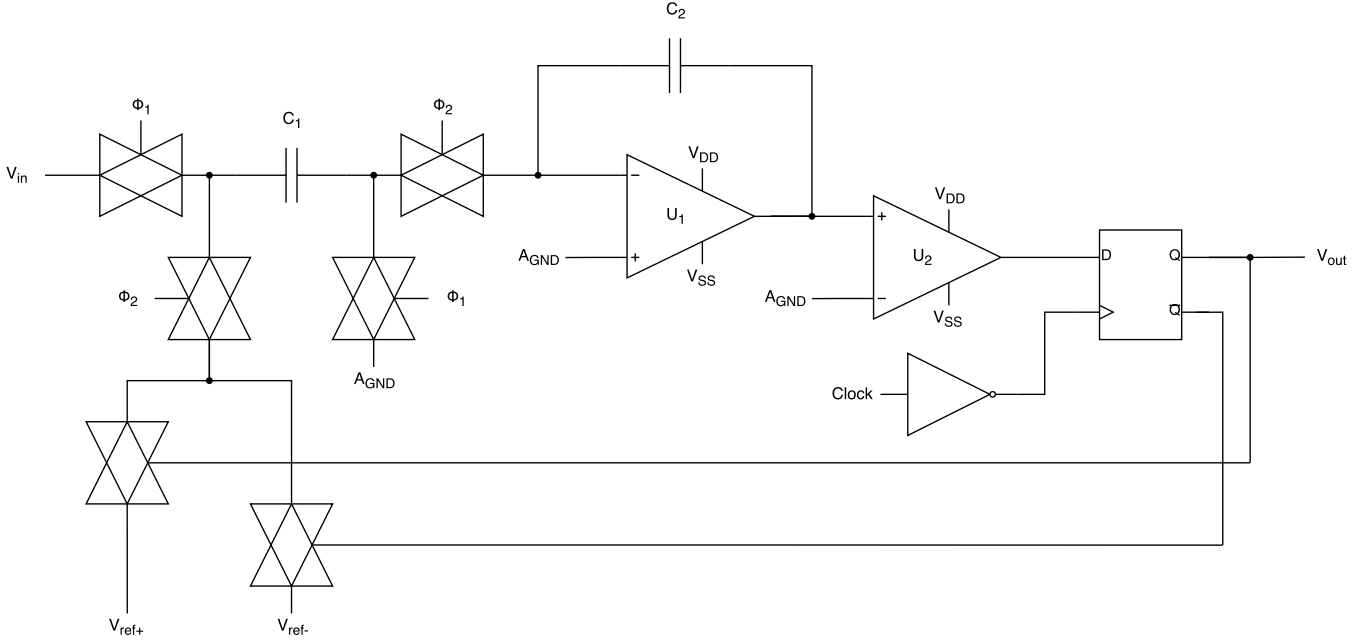 C2
Φ1
Φ2
C1
Vin
VDD
−
U1
+
AGND
VSS
VDD
+
U2
−
AGND
VSS
D
Q
Q̅
Vout
Φ2
Φ1
AGND
Clock
Vref+
Vref-